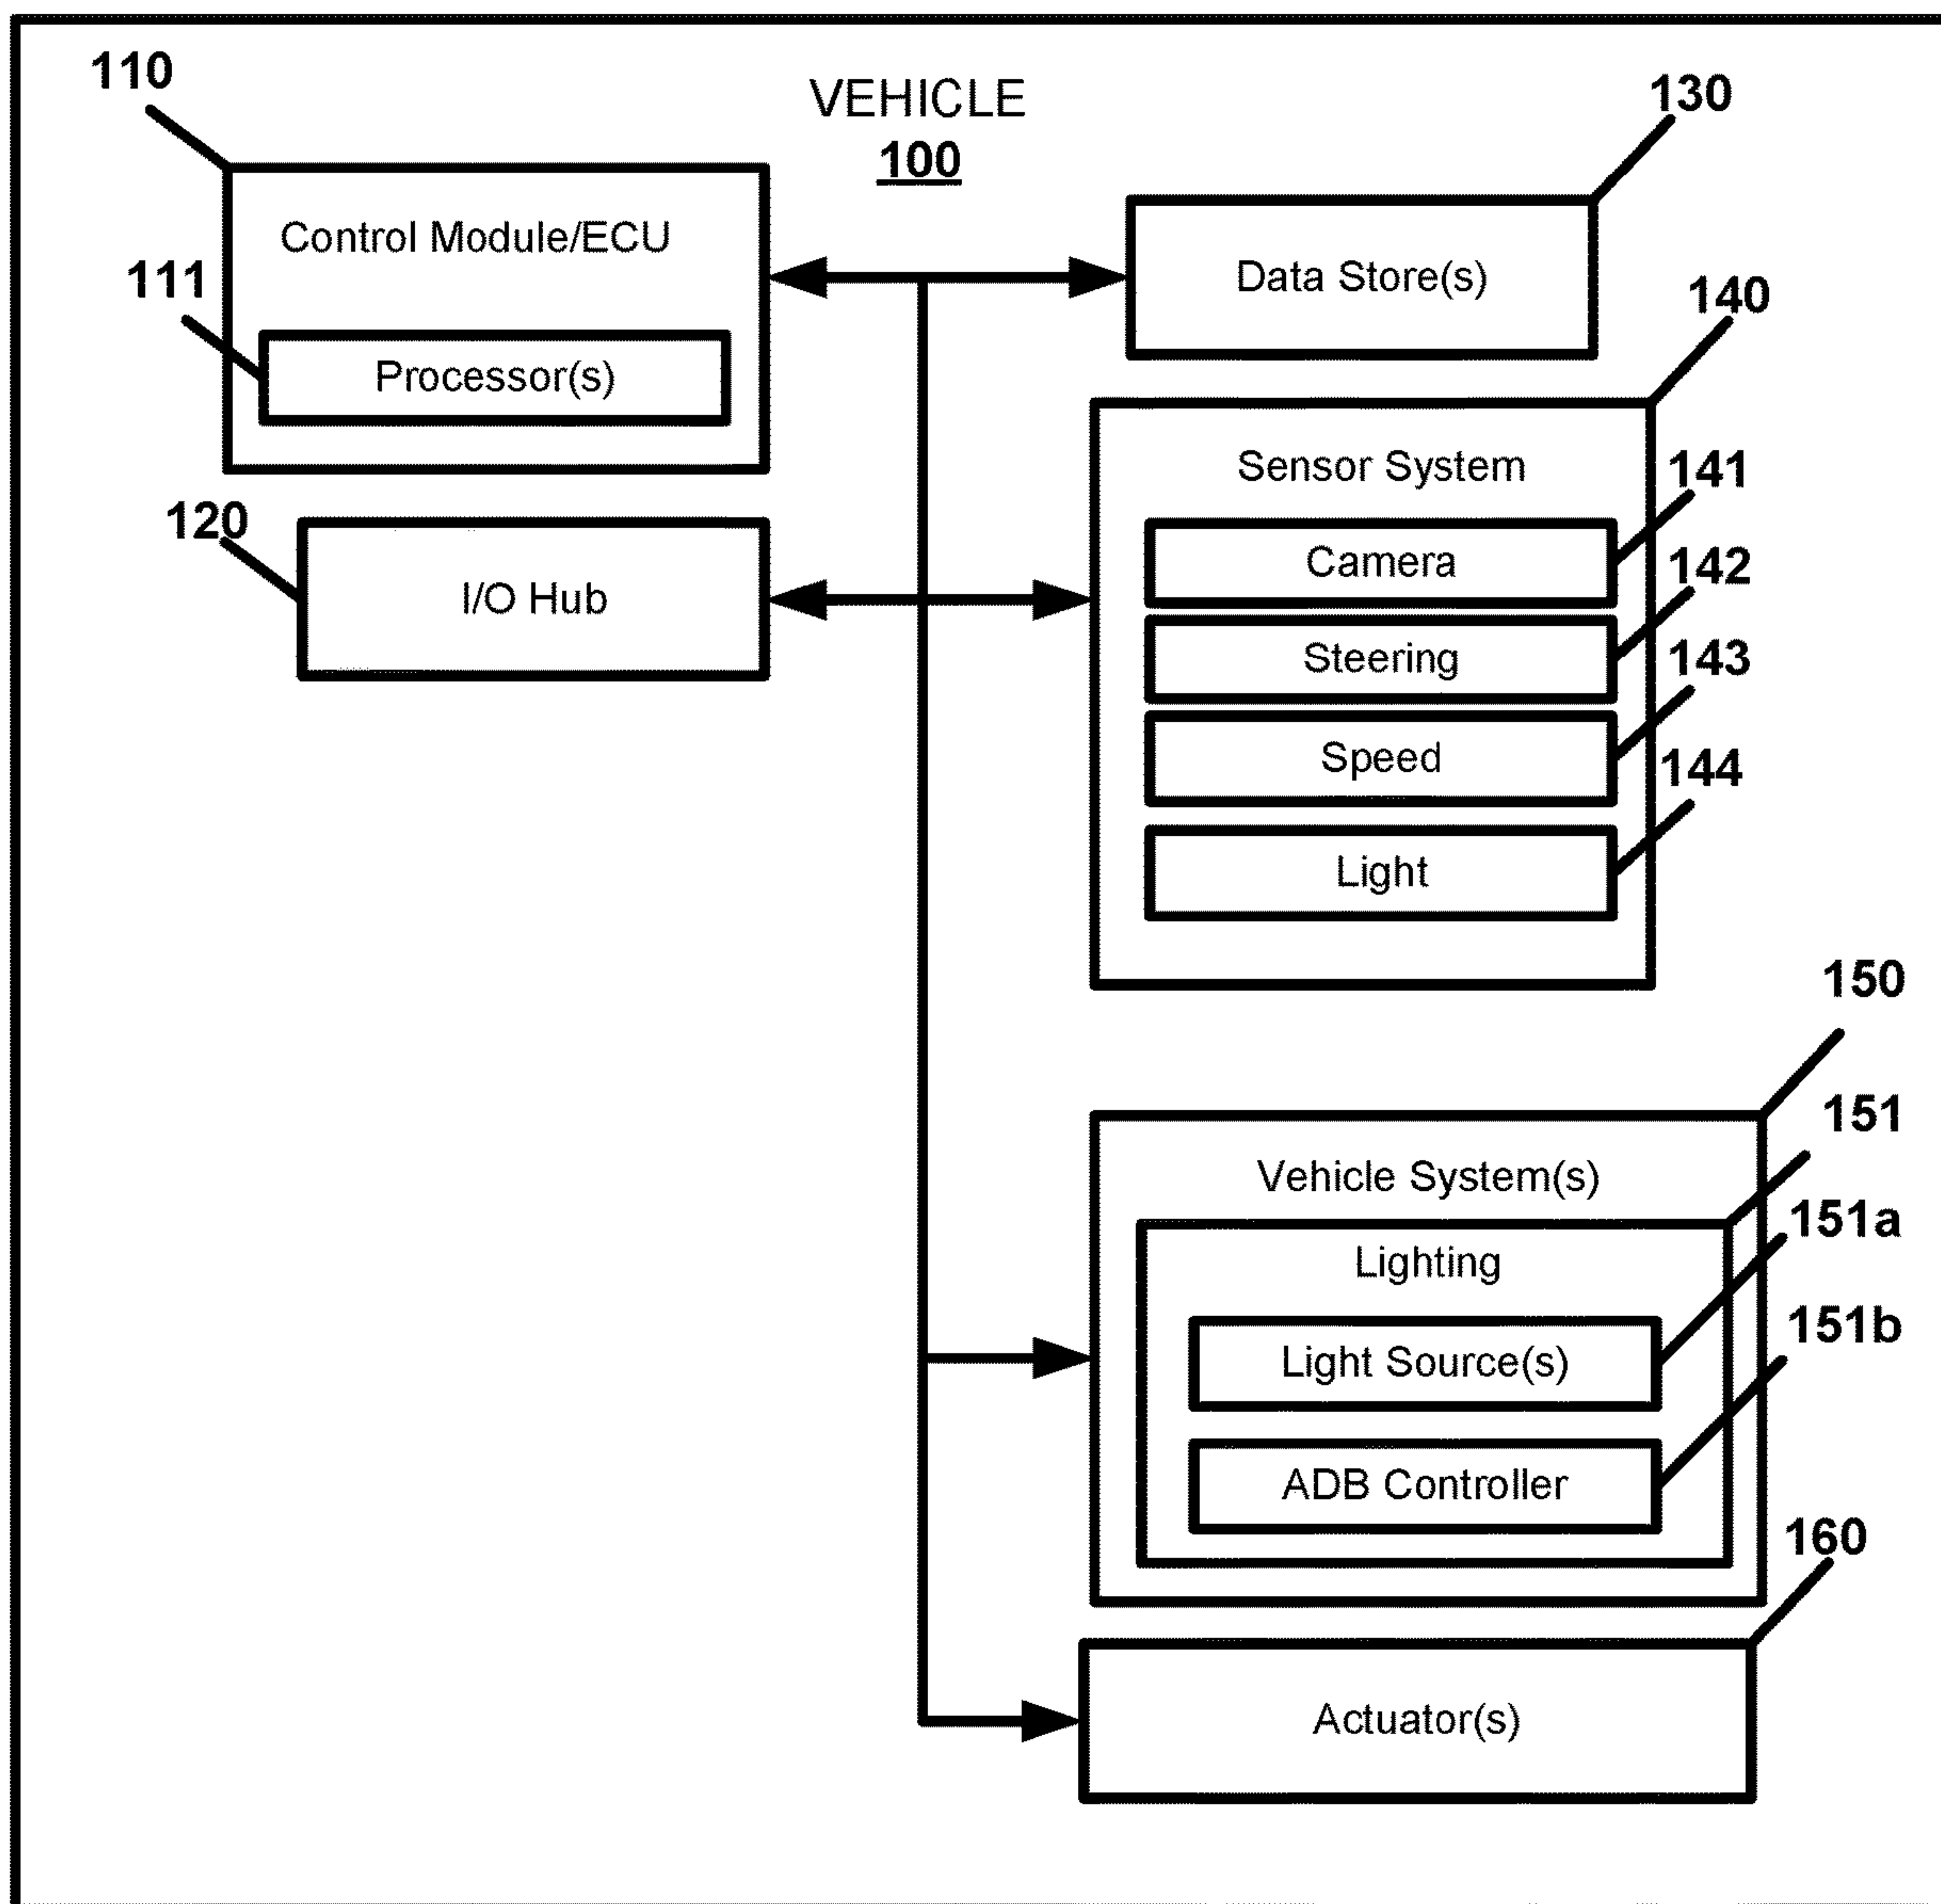 110
VEHICLE
100
130
Control Module/ECU
111
Data Store(s)
140
Processor(s)
Sensor System
141
120
Camera
142
I/O Hub
Steering
143
Speed
144
Light
150
151
Vehicle System(s)
151a
Lighting
151b
Light Source(s)
ADB Controller
160
Actuator(s)